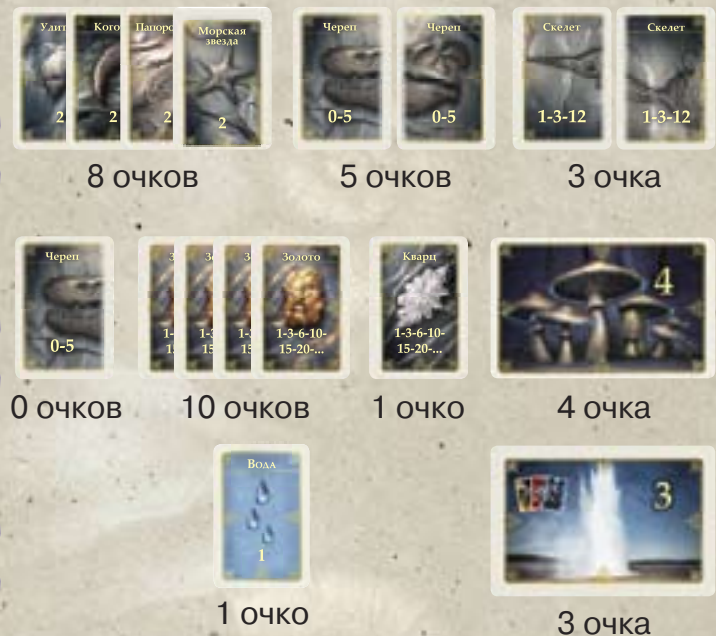 Морская
звезда
Череп
Череп
Скелет
Скелет
2
2
2
2
0-5
0-5
1-3-12
1-3-12
8 очков
5 очков
3 очка
Череп
Золото
Кварц
4
0-5
1-3-6-10-
15-20-...
1-3-6-10-
15-20-...
0 очков
10 очков
1 очко
4 очка
Вода
1
3
1 очко
3 очка